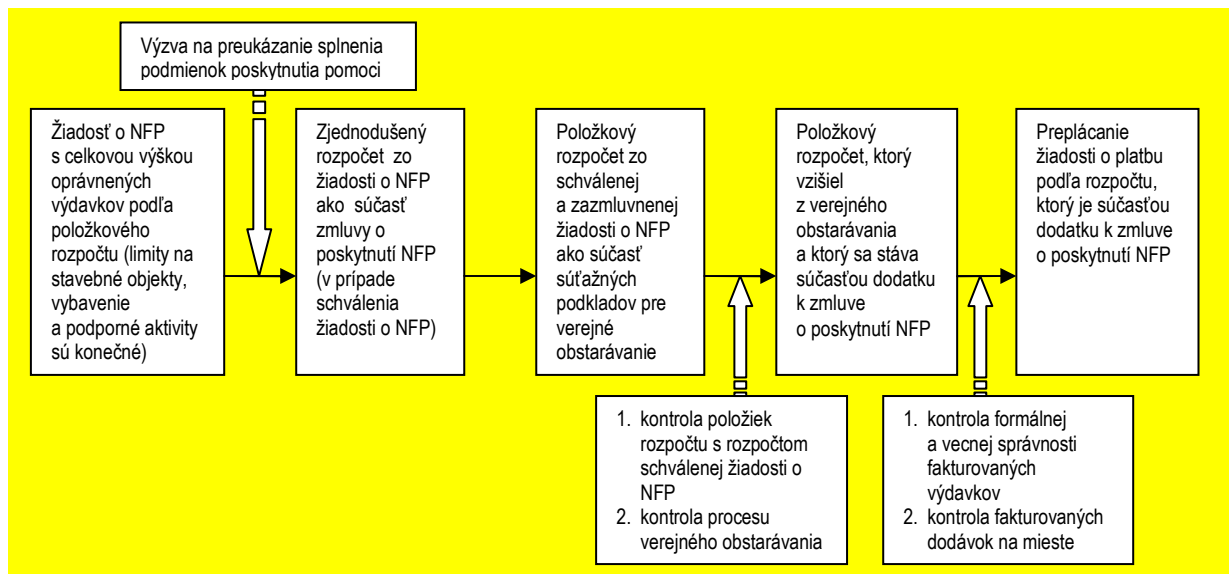 Výzva na preukázanie splnenia
podmienok poskytnutia pomoci
Žiadosť o NFP
s celkovou výškou
oprávnených
výdavkov podľa
položkového
rozpočtu (limity na
stavebné objekty,
vybavenie
a podporné aktivity
sú konečné)
Zjednodušený
rozpočet zo
žiadosti o NFP
ako súčasť
zmluvy o
poskytnutí NFP
(v prípade
schválenia
žiadosti o NFP)
Položkový
rozpočet zo
schválenej
a zazmluvnenej
žiadosti o NFP
ako súčasť
súťažných
podkladov pre
verejné
obstarávanie
Položkový
rozpočet, ktorý
vzišiel
z verejného
obstarávania
a ktorý sa stáva
súčasťou dodatku
k zmluve
o poskytnutí NFP
Preplácanie
žiadosti o platbu
podľa rozpočtu,
ktorý je súčasťou
dodatku k zmluve
o poskytnutí NFP
1. kontrola položiek
rozpočtu s rozpočtom
schválenej žiadosti o
NFP
2. kontrola procesu
verejného obstarávania
1. kontrola formálnej
a vecnej správnosti
fakturovaných
výdavkov
2. kontrola fakturovaných
dodávok na mieste